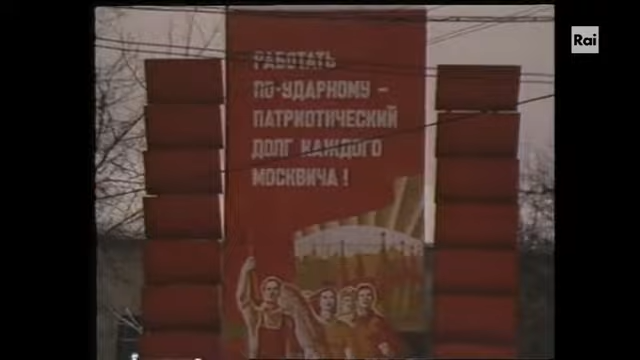 Rai
РАБОТАТЬ
ПО-УДАРНОМУ –
ПАТРИОТИЧЕСКИЙ
ДОЛГ КАЖДОГО
МОСКВИЧА!